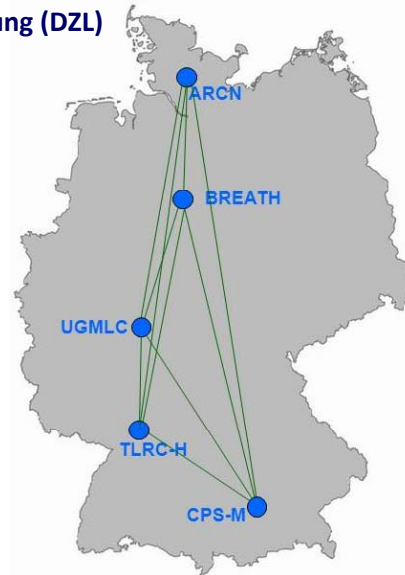 ung (DZL)
ARCN
BREATH
UGMLC
TLRC-H
CPS-M